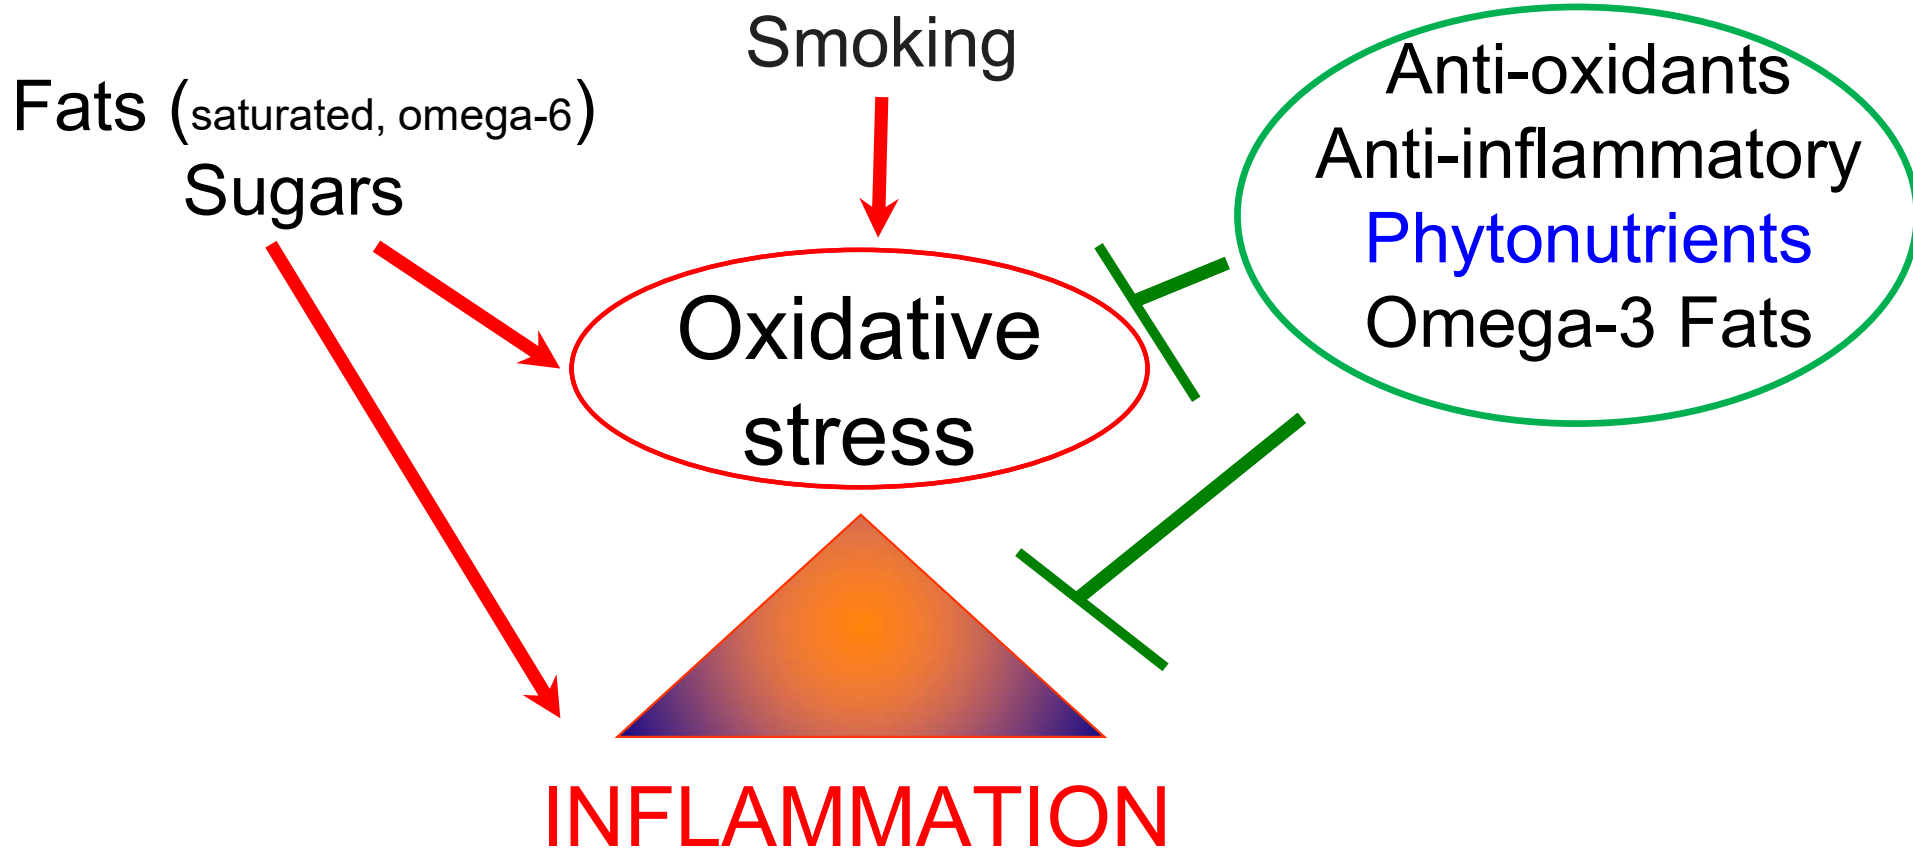 Smoking
Fats (saturated, omega-6)
Sugars
Anti-oxidants
Anti-inflammatory
Phytonutrients
Omega-3 Fats
Oxidative
stress
INFLAMMATION